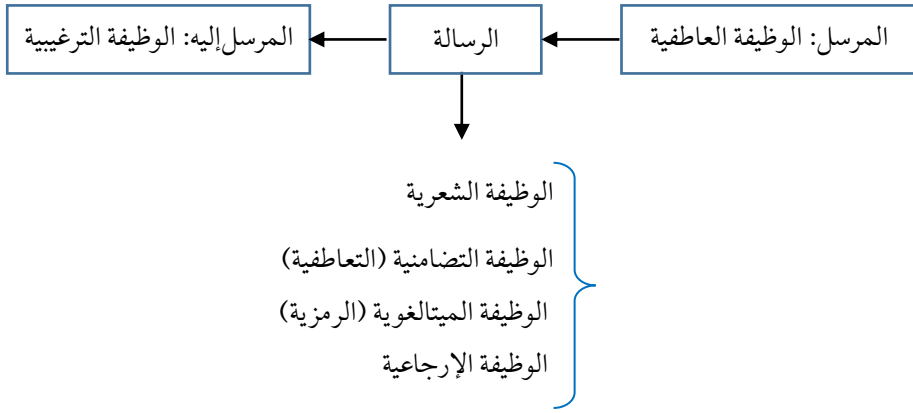 المرسل: الوظيفة العاطفية
الرسالة
المرسل إليه: الوظيفة الترغيبية
الوظيفة الشعرية
الوظيفة التضامنية (التعاطفية)
الوظيفة الميتالغوية (الرمزية)
الوظيفة الإرجاعية